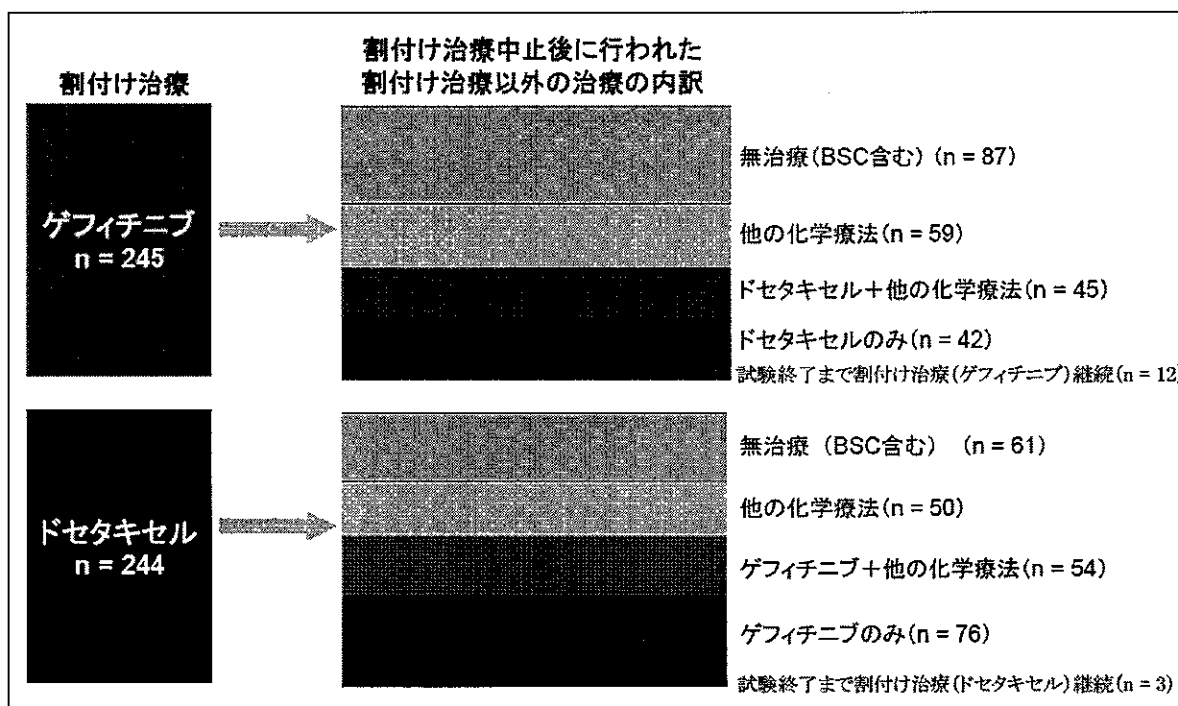 割付け治療
割付け治療中止後に行われた
割付け治療以外の治療の内訳
ゲフィチニブ
n = 245
無治療(BSC含む) (n = 87)
他の化学療法(n = 59)
ドセタキセル+他の化学療法(n = 45)
ドセタキセルのみ(n = 42)
試験終了まで割付け治療(ゲフィチニブ)継続(n = 12)
ドセタキセル
n = 244
無治療 (BSC含む) (n = 61)
他の化学療法(n = 50)
ゲフィチニブ+他の化学療法(n = 54)
ゲフィチニブのみ(n = 76)
試験終了まで割付け治療(ドセタキセル)継続(n = 3)